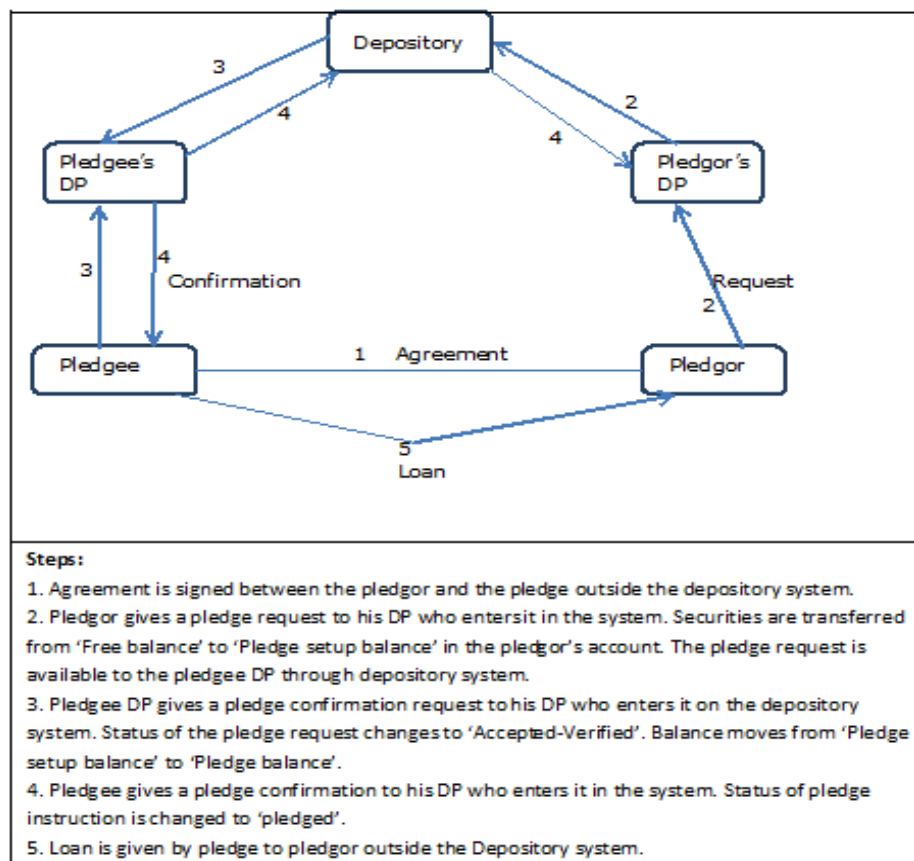 Depository
3
2
4
4
Pledgee's
DP
Pledgor's
DP
3
4
Confirmation
Request
2
Pledgee
1 Agreement
Pledgor
5
Loan
Steps:
1. Agreement is signed between the pledgor and the pledge outside the depository system.
2. Pledgor gives a pledge request to his DP who enters it in the system. Securities are transferred
from ‘Free balance’ to ‘Pledge setup balance’ in the pledgor’s account. The pledge request is
available to the pledgee DP through depository system.
3. Pledgee DP gives a pledge confirmation request to his DP who enters it on the depository
system. Status of the pledge request changes to ‘Accepted-Verified’. Balance moves from ‘Pledge
setup balance’ to ‘Pledge balance’.
4. Pledgee gives a pledge confirmation to his DP who enters it in the system. Status of pledge
instruction is changed to ‘pledged’.
5. Loan is given by pledge to pledgor outside the Depository system.